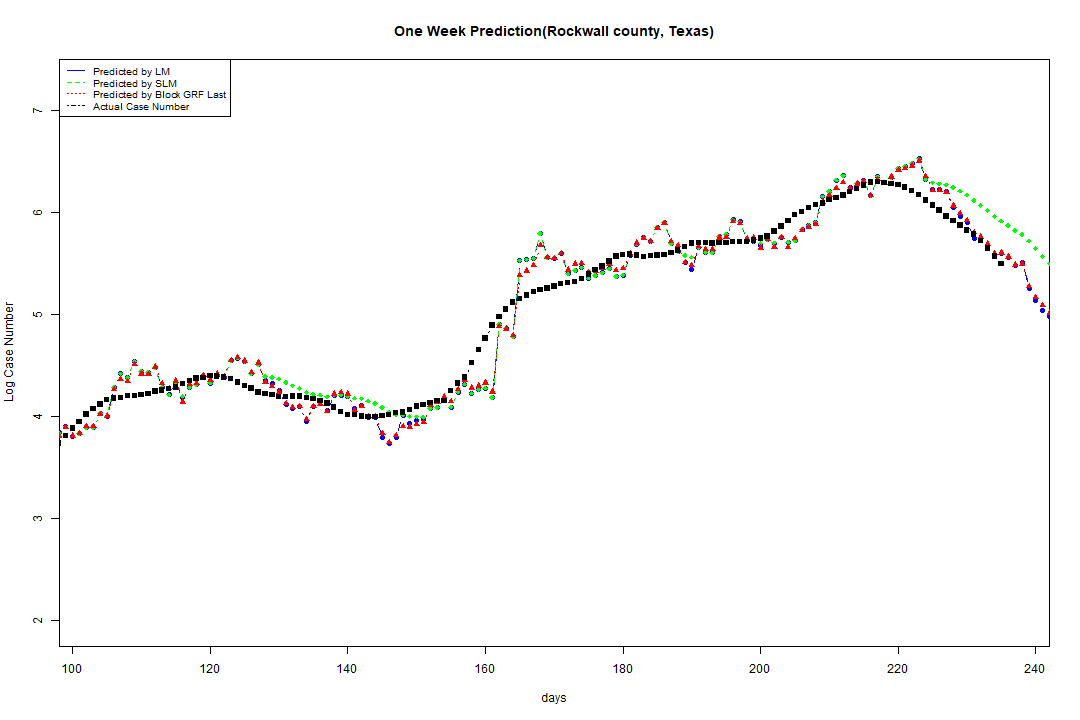 One Week Prediction(Rockwall county, Texas)
Predicted by LM
Predicted by SLM
Predicted by Block GRF Last
Actual Case Number
7
6
5
4
3
2
Log Case Number
100 120 140 160 180 200 220 240
days